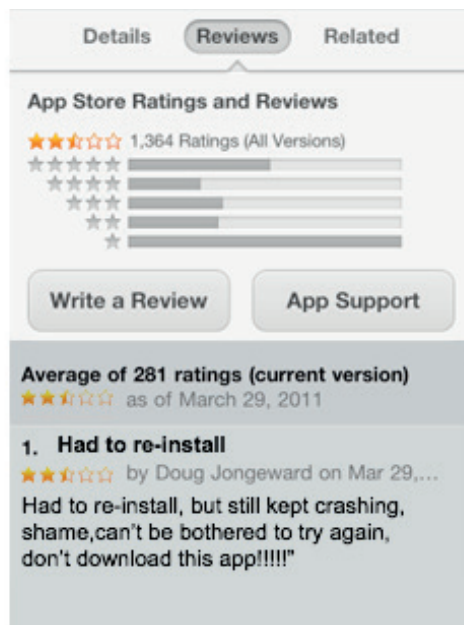 Details Reviews Related
App Store Ratings and Reviews
1,364 Ratings (All Versions)
Write a Review App Support
Average of 281 ratings (current version)
as of March 29, 2011
1. Had to re-install
by Doug Jongeward on Mar 29,...
Had to re-install, but still kept crashing,
shame,can't be bothered to try again,
don't download this app!!!!!"